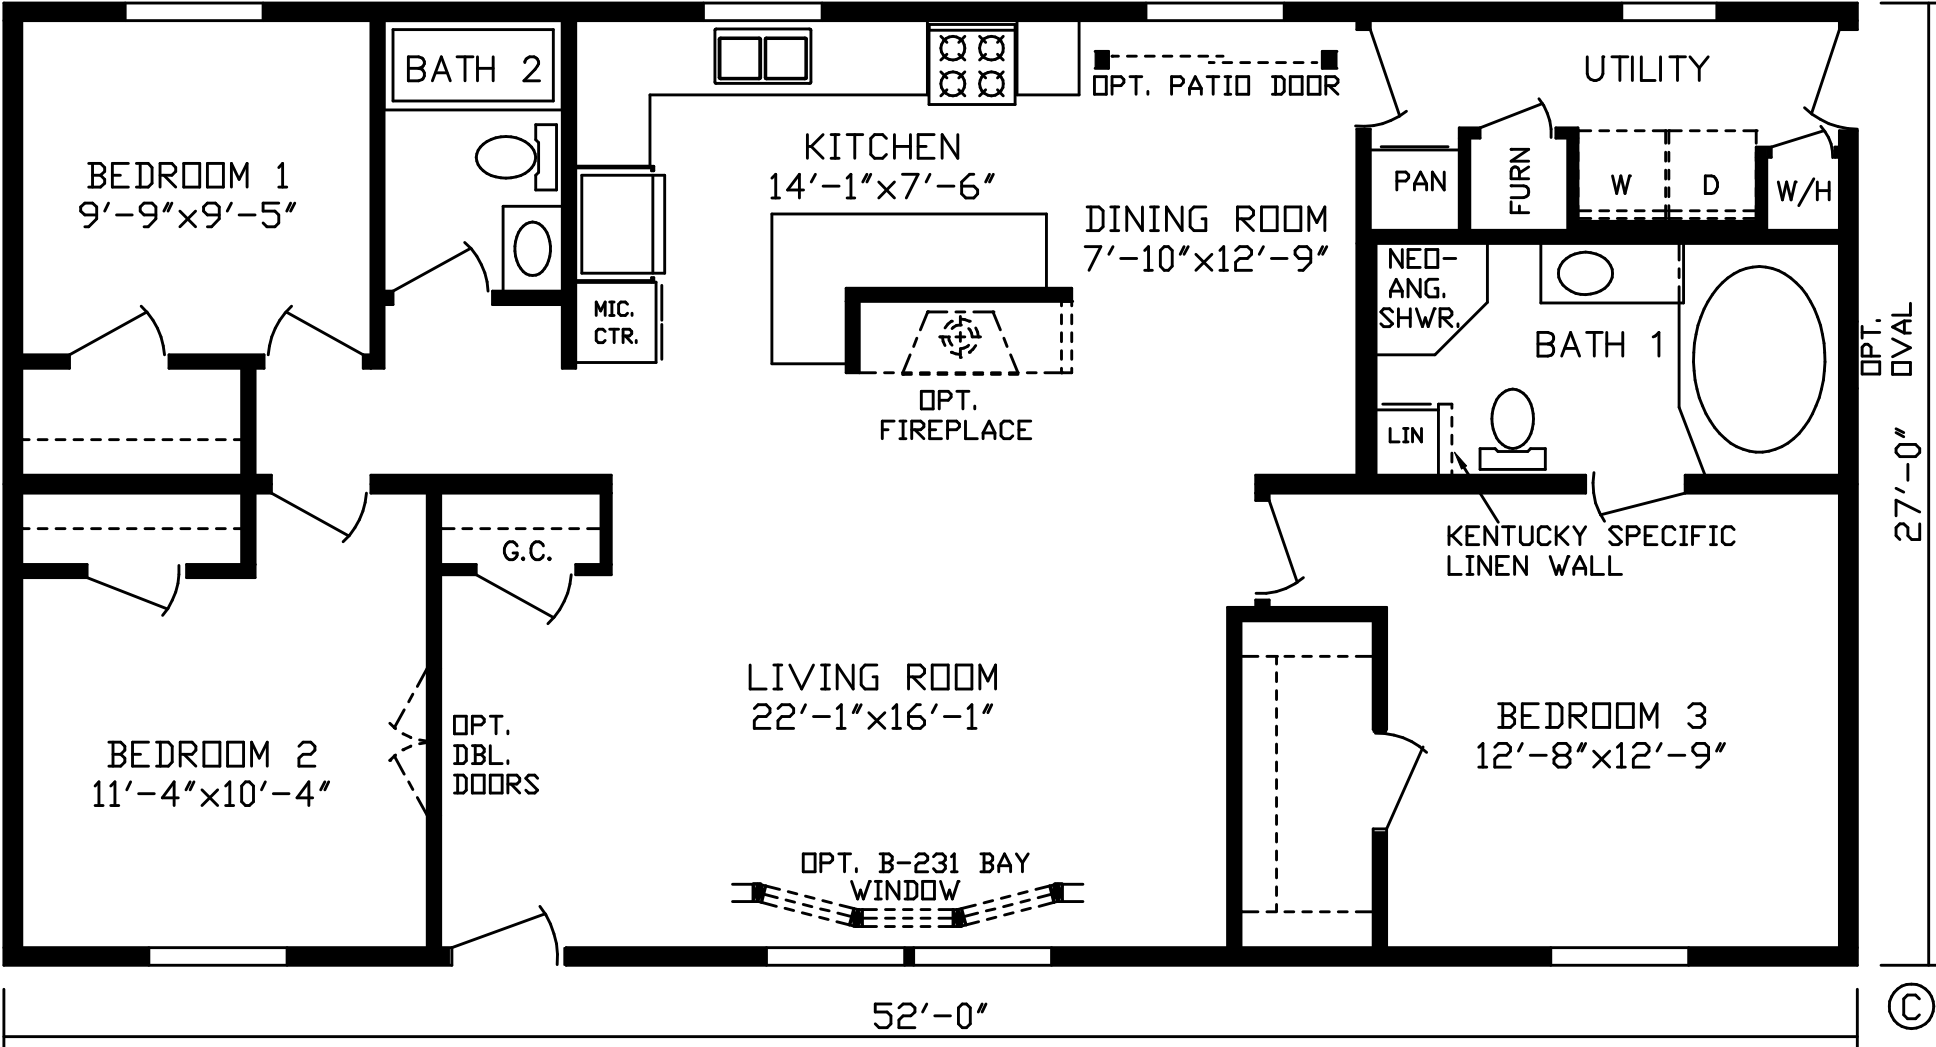 BATH 2
OPT. PATIO DOOR
UTILITY
BEDROOM 1
9'-9"x9'-5"
KITCHEN
14'-1"x7'-6"
DINING ROOM
7'-10"x12'-9"
PAN
FURN
W
D
W/H
MIC.
CTR.
NEO-
ANG.
SHWR.
BATH 1
OPT.
OVAL
OPT.
FIREPLACE
LIN
27'-0"
KENTUCKY SPECIFIC
LINEN WALL
G.C.
LIVING ROOM
22'-1"x16'-1"
BEDROOM 2
11'-4"x10'-4"
OPT.
DBL.
DOORS
BEDROOM 3
12'-8"x12'-9"
OPT. B-231 BAY
WINDOW
52'-0"
©